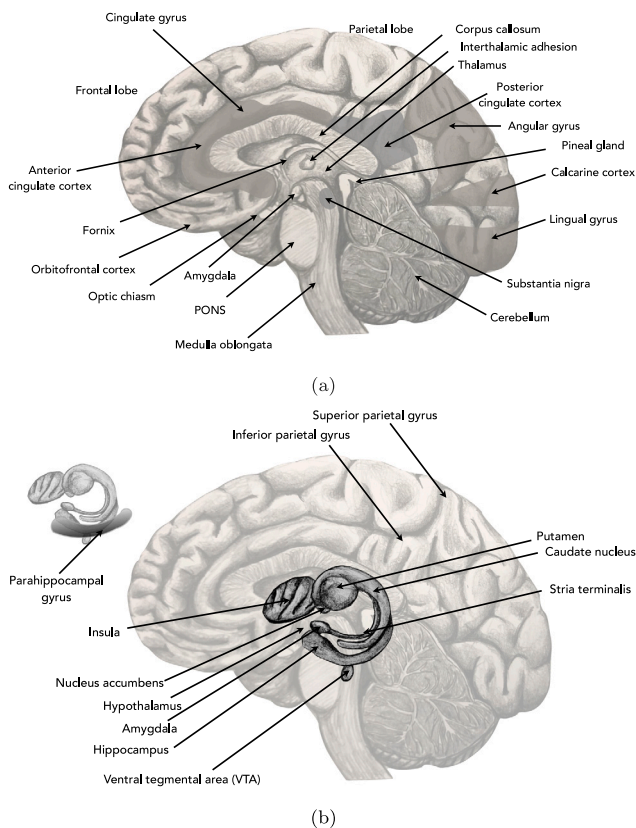 Cingulate gyrus
Parietal lobe
Corpus callosum
Interthalamic adhesion
Thalamus
Frontal lobe
Posterior
cingulate cortex
Angular gyrus
Pineal gland
Anterior
cingulate cortex
Calcarine cortex
Fornix
Lingual gyrus
Orbitofrontal cortex
Amygdala
Optic chiasm
Substantia nigra
PONS
Cerebellum
Medulla oblongata
(a)
Superior parietal gyrus
Inferior parietal gyrus
Putamen
Caudate nucleus
Parahippocampal
gyrus
Stria terminalis
Insula
Nucleus accumbens
Hypothalamus
Amygdala
Hippocampus
Ventral tegmental area (VTA)
(b)